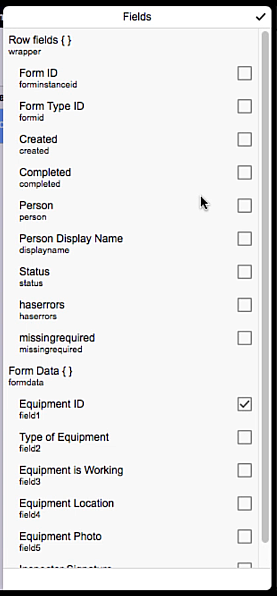 Fields
Row fields { }
wrapper
Form ID
forminstanceid
Form Type ID
formid
Created
created
Completed
completed
Person
person
Person Display Name
displayname
Status
status
haserrors
haserrors
missingrequired
missingrequired
Form Data { }
formdata
Equipment ID
field1
Type of Equipment
field2
Equipment is Working
field3
Equipment Location
field4
Equipment Photo
field5
Inspector Signature